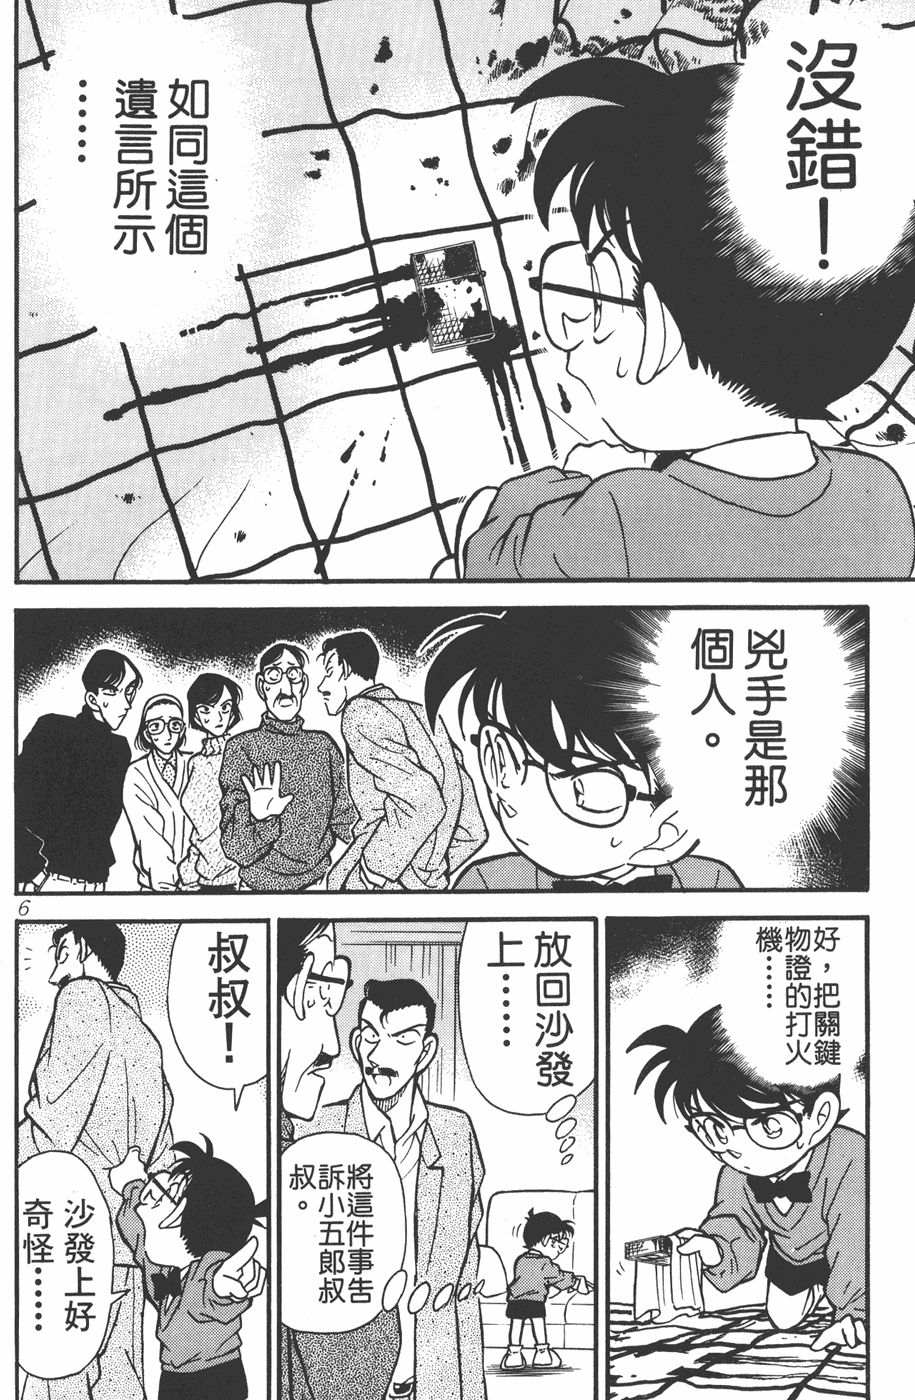 沒錯！
如同這個
遺言所示
⋯⋯
兇手是那
個人。
6
好，把關鍵
物證的打火
機⋯⋯
放回沙發
上⋯⋯
將這件事告
訴小五郎叔
叔。
叔叔！
沙發上好
奇怪⋯⋯